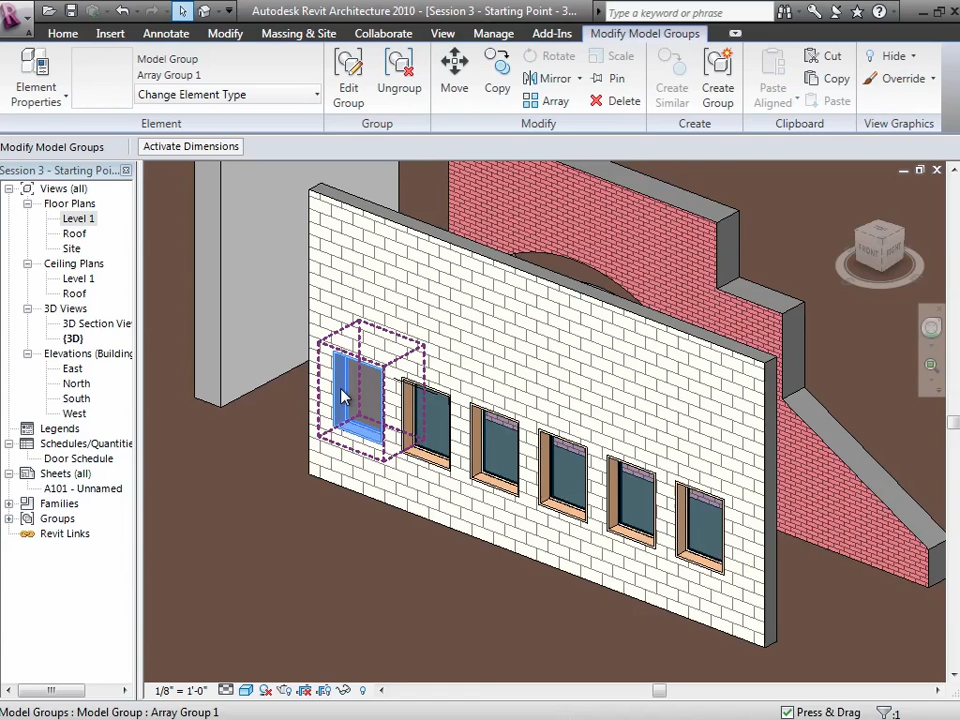 Autodesk Revit Architecture 2010 - [Session 3 - Starting Point - 3...
Type a keyword or phrase
Home Insert Annotate Modify Massing & Site Collaborate View Manage Add-Ins Modify Model Groups
Element Properties
Model Group
Array Group 1
Change Element Type
Edit Group
Ungroup
Move
Copy
Rotate
Mirror
Array
Scale
Pin
Delete
Create Similar
Create Group
Paste Aligned
Cut
Copy
Paste
Hide
Override
Element Group Modify Create Clipboard View Graphics
Modify Model Groups Activate Dimensions
Session 3 - Starting Poi...
Views (all)
Floor Plans
Level 1
Roof
Site
Ceiling Plans
Level 1
Roof
3D Views
3D Section Vie
(3D)
Elevations (Building
East
North
South
West
Legends
Schedules/Quantitie
Door Schedule
Sheets (all)
A101 - Unnamed
Families
Groups
Revit Links
FRONT RIGHT
1/8" = 1'-0"
Model Groups : Model Group : Array Group 1
Press & Drag
:1